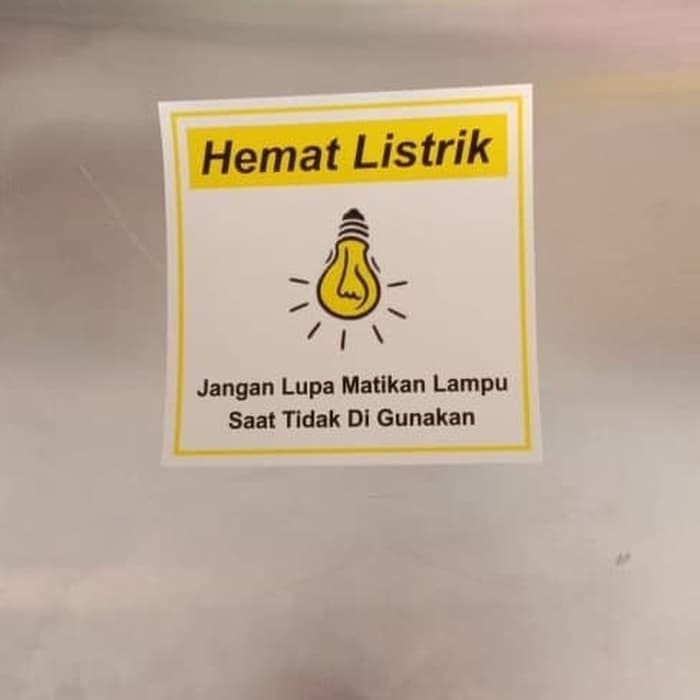 Hemat Listrik
Jangan Lupa Matikan Lampu
Saat Tidak Di Gunakan